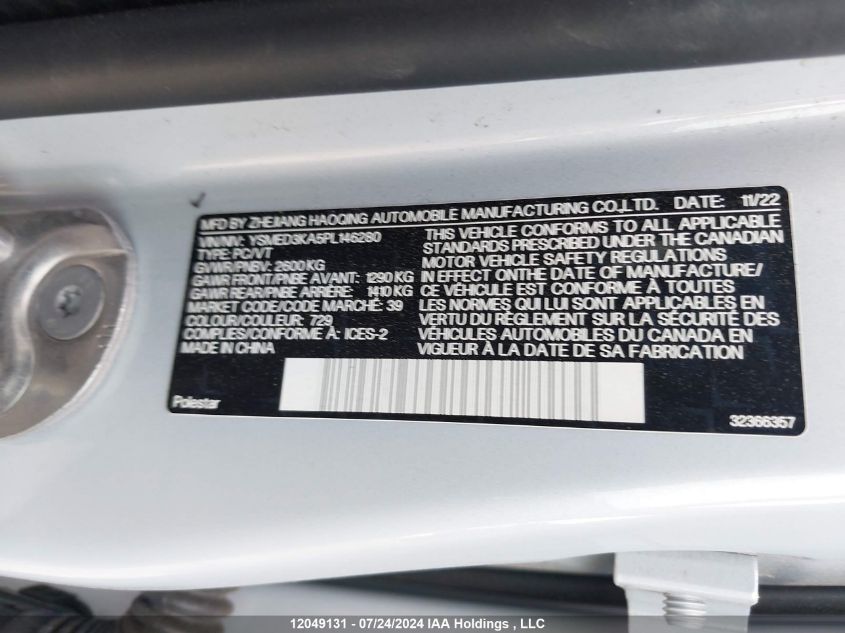 MFD BY ZHEJIANG HAOQING AUTOMOBILE MANUFACTURING CO.,LTD. DATE: 11/22
VIN/NIV: YSMED3KA5PL146280
TYPE: PC/VT
GVWR/PNBV: 2600 KG
GAWR FRONT/PNBE AVANT: 1290 KG
GAWR REAR/PNBE ARRIÈRE: 1410 KG
MARKET CODE/CODE MARCHÉ: 39
COLOUR/COULEUR: 729
COMPLIES/CONFORME À: ICES-2
MADE IN CHINA
THIS VEHICLE CONFORMS TO ALL APPLICABLE
STANDARDS PRESCRIBED UNDER THE CANADIAN
MOTOR VEHICLE SAFETY REGULATIONS
IN EFFECT ONTHE DATE OF MANUFACTURE/
CE VÉHICULE EST CONFORME À TOUTES
LES NORMES QUI LUI SONT APPLICABLES EN
VERTU DU RÈGLEMENT SUR LA SÉCURITÉ DES
VÉHICULES AUTOMOBILES DU CANADA EN
VIGUEUR À LA DATE DE SA FABRICATION
Polestar
32366357
12049131 - 07/24/2024 IAA Holdings , LLC